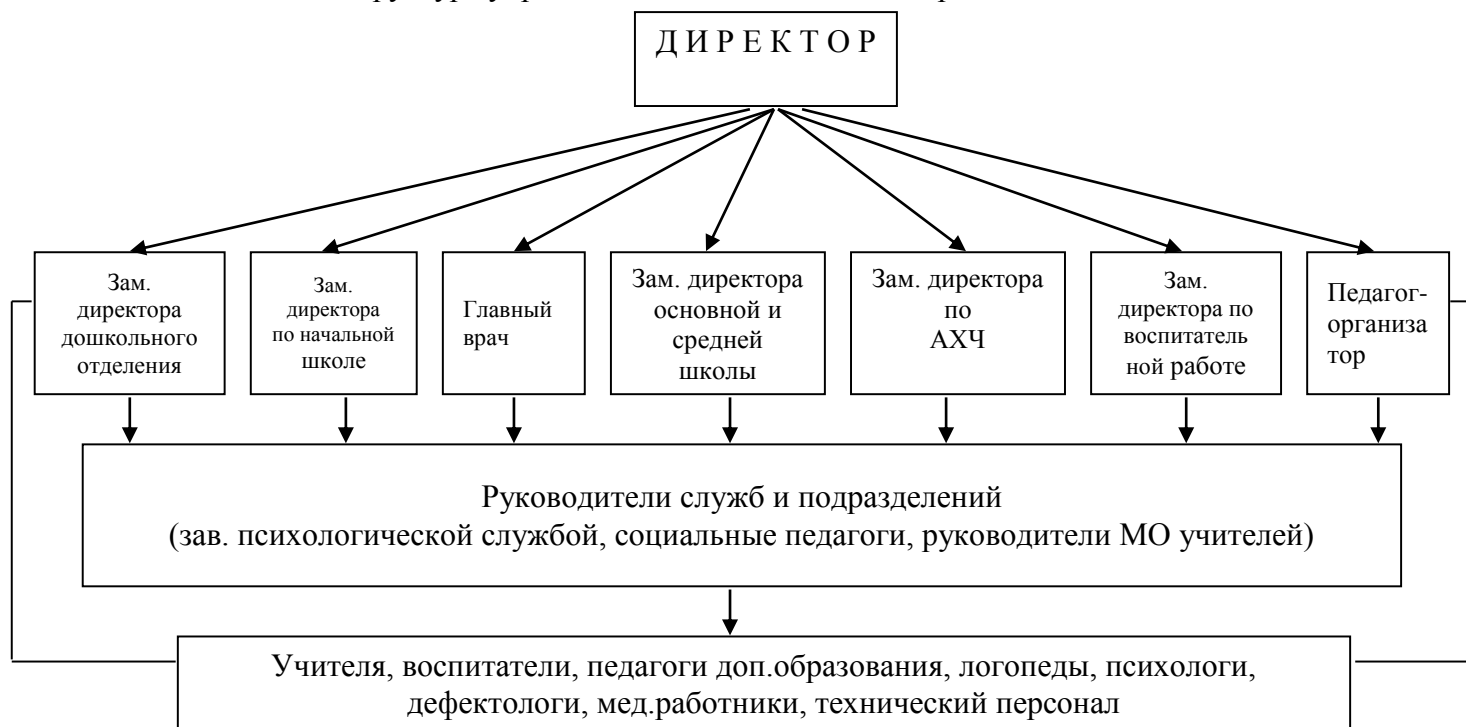 Д И Р Е К Т О Р
Зам.
директора
дошкольного
отделения
Зам.
директора
по начальной
школе
Главный
врач
Зам. директора
основной и
средней
школы
Зам. директора
по
АХЧ
Зам.
директора по
воспитатель
ной работе
Педагог-
организа
тор
Руководители служб и подразделений
(зав. психологической службой, социальные педагоги, руководители МО учителей)
Учителя, воспитатели, педагоги доп.образования, логопеды, психологи,
дефектологи, мед.работники, технический персонал